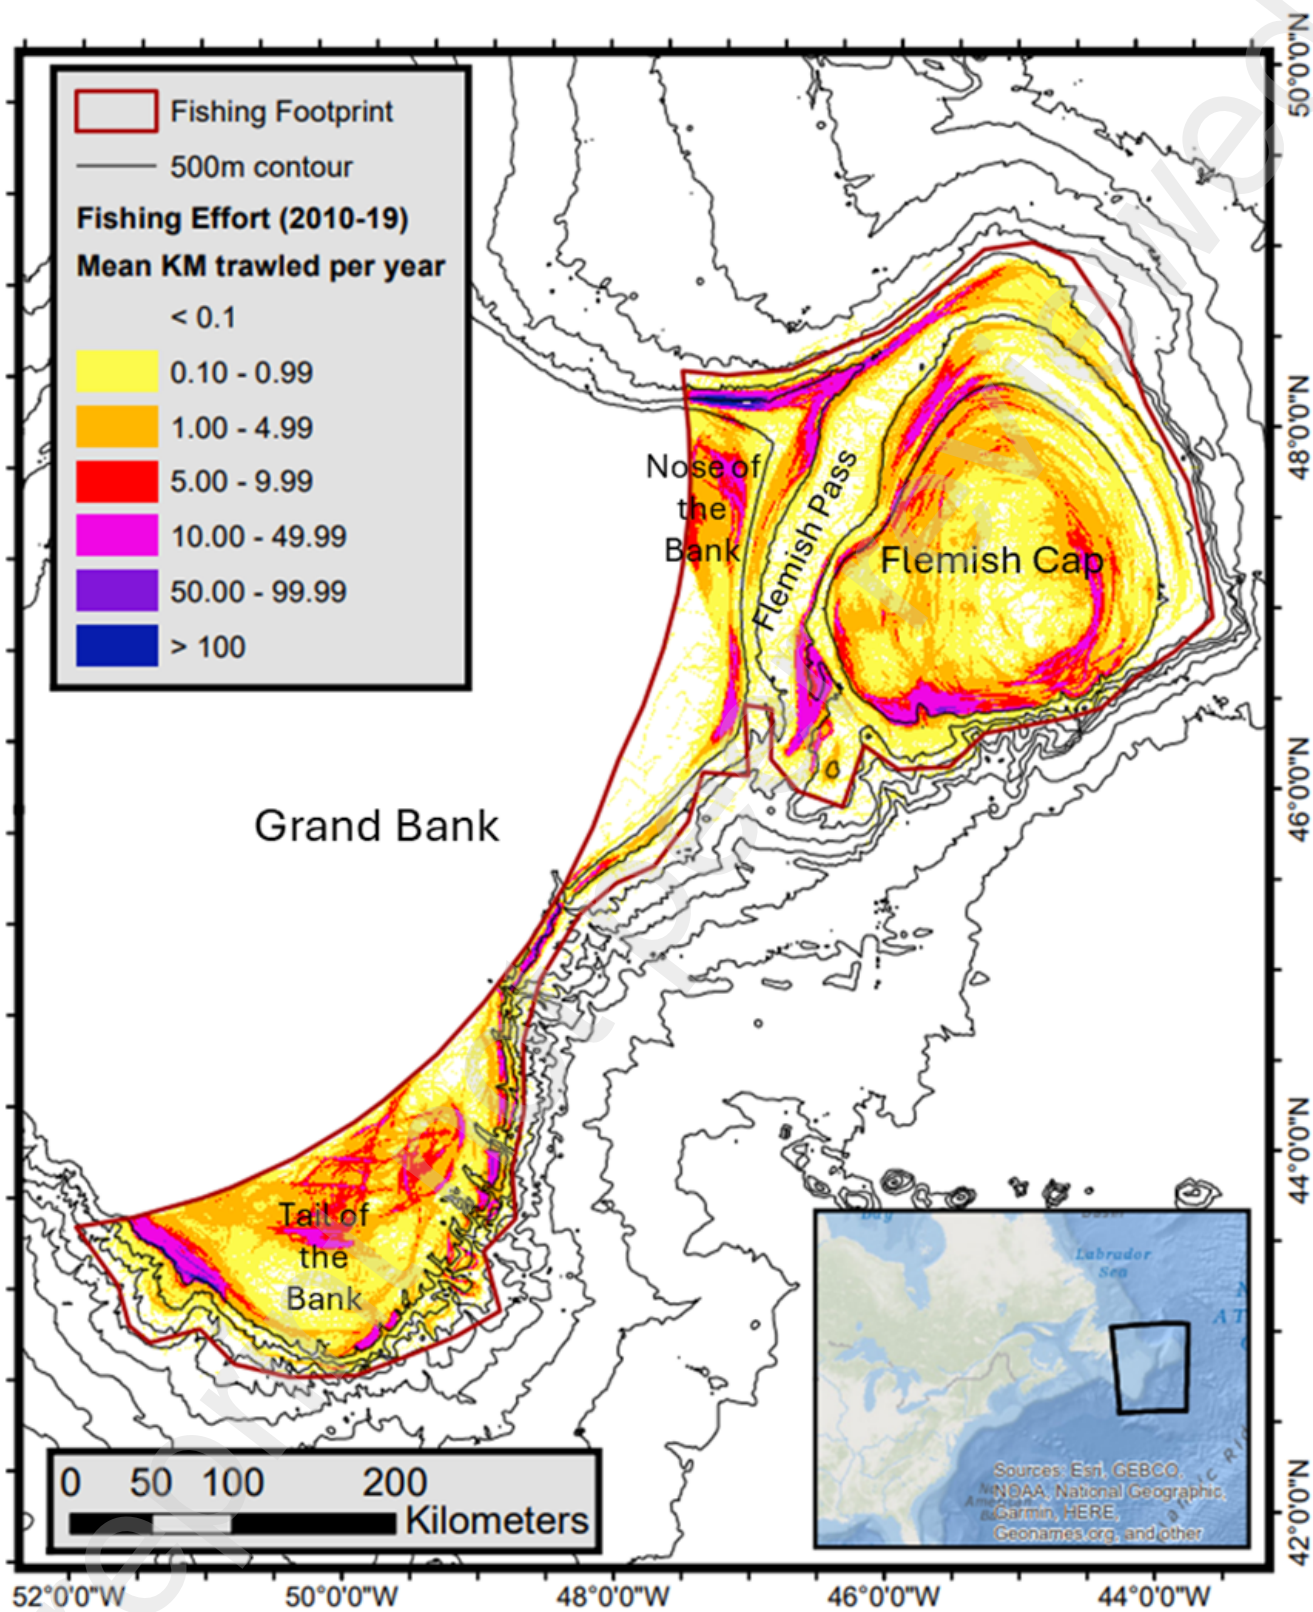 Fishing Footprint
500m contour
Fishing Effort (2010-19)
Mean KM trawled per year
< 0.1
0.10 - 0.99
1.00 - 4.99
5.00 - 9.99
10.00 - 49.99
50.00 - 99.99
> 100
50°0'0"N
48°0'0"N
46°0'0"N
44°0'0"N
42°0'0"N
Nose of
the
Bank
Flemish Pass
Flemish Cap
Grand Bank
Tail of
the
Bank
Bay
Labrador
Sea
Sources: Esri, GEBCO,
NOAA, National Geographic,
Garmin, HERE,
Geonames.org, and other
0 50 100 200
Kilometers
52°0'0"W 50°0'0"W 48°0'0"W 46°0'0"W 44°0'0"W